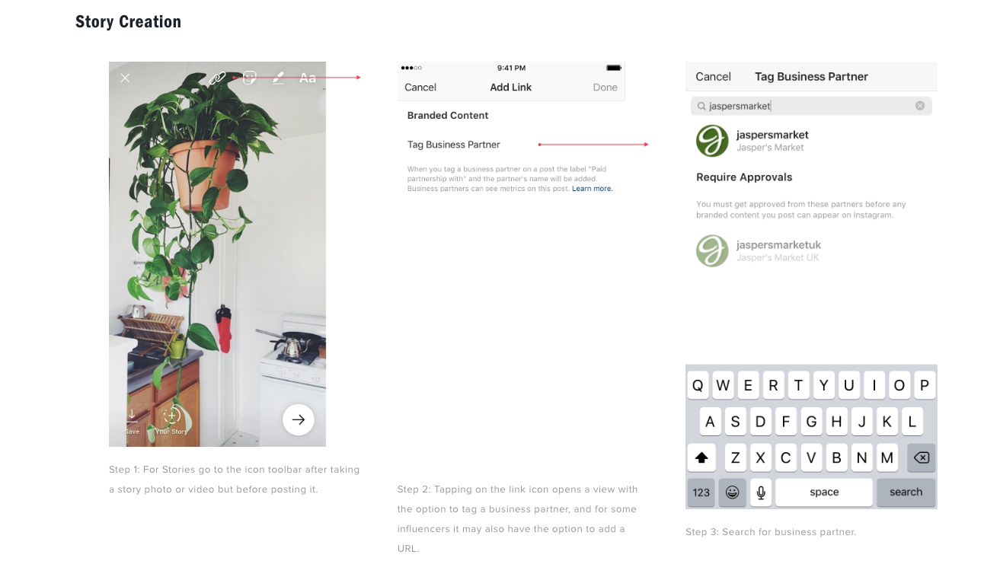 Story Creation
Aa
Save
Your Story
Step 1: For Stories go to the icon toolbar after taking
a story photo or video but before posting it.
9:41 PM
Cancel
Add Link
Done
Branded Content
Tag Business Partner
When you tag a business partner on a post the label "Paid
partnership with" and the partner's name will be added.
Business partners can see metrics on this post. Learn more.
Step 2: Tapping on the link icon opens a view with
the option to tag a business partner, and for some
influencers it may also have the option to add a
URL.
Cancel
Tag Business Partner
jaspersmarket
jaspersmarket
Jasper's Market
Require Approvals
You must get approved from these partners before any
branded content you post can appear on Instagram.
jaspersmarketuk
Jasper's Market UK
Q W E R T Y U I O P
A S D F G H J K L
Z X C V B N M
123 space search
Step 3: Search for business partner.